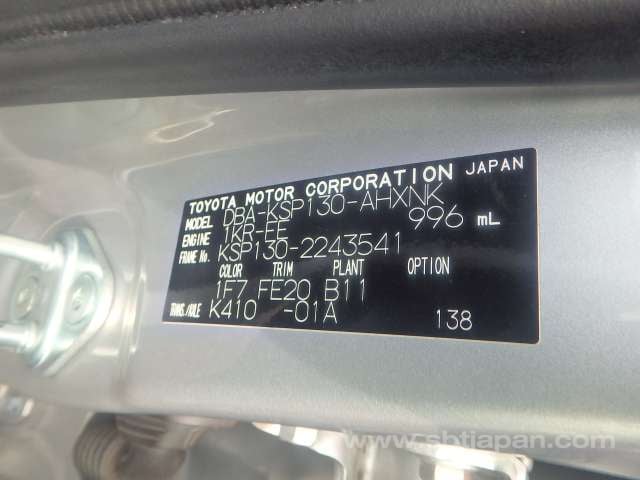 TOYOTA MOTOR CORPORATION JAPAN
MODEL DBA-KSP130-AHXNK
ENGINE 1KR-FE 996 mL
FRAME No. KSP130-2243541
COLOR TRIM PLANT OPTION
1F7 FE20 B11
TRANS./AXLE K410 -01A 138
www.sbtjapan.com